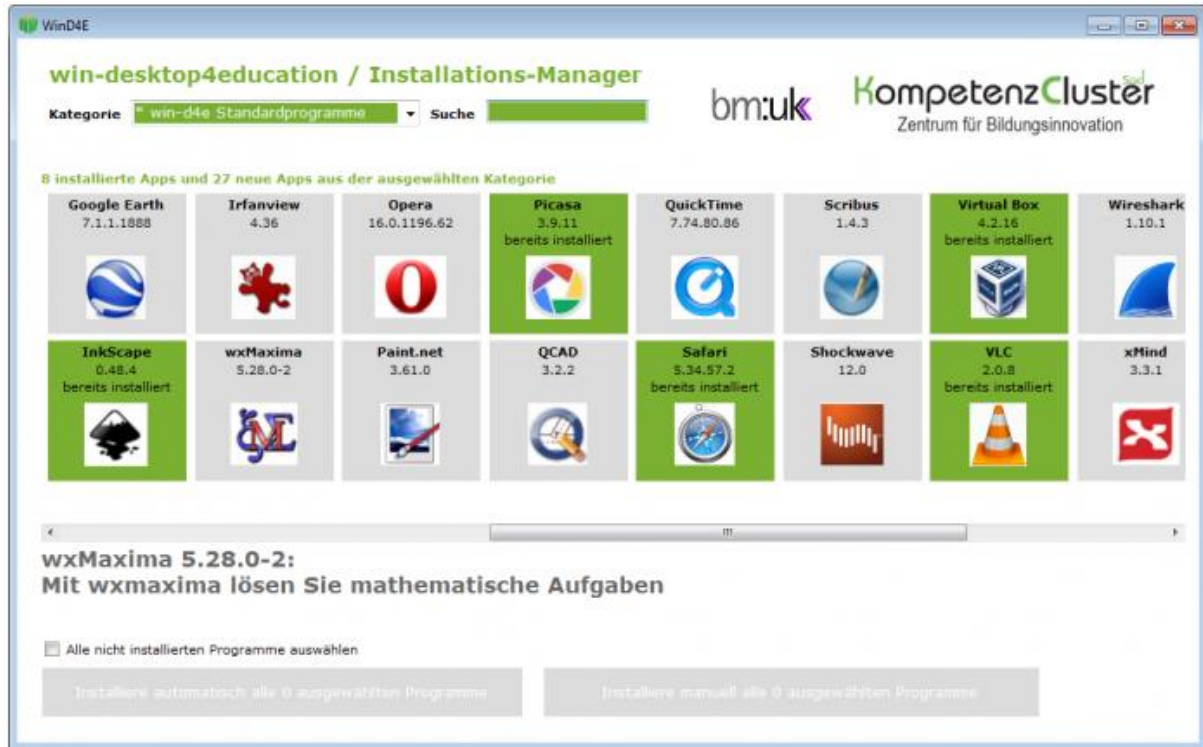 WinD4E
win-desktop4education / Installations-Manager
Kategorie * win-d4e Standardprogramme Suche
bm:uk
KompetenzCluster Süd
Zentrum für Bildungsinnovation
8 installierte Apps und 27 neue Apps aus der ausgewählten Kategorie
Google Earth
7.1.1.1888
Irfanview
4.36
Opera
16.0.1196.62
Picasa
3.9.11
bereits installiert
QuickTime
7.74.80.86
Scribus
1.4.3
Virtual Box
4.2.16
bereits installiert
Wireshark
1.10.1
InkScape
0.48.4
bereits installiert
wxMaxima
5.28.0-2
Paint.net
3.61.0
QCAD
3.2.2
Safari
5.34.57.2
bereits installiert
Shockwave
12.0
VLC
2.0.8
bereits installiert
xMind
3.3.1
wxMaxima 5.28.0-2:
Mit wxmaxima lösen Sie mathematische Aufgaben
Alle nicht installierten Programme auswählen
Installiere automatisch alle 0 ausgewählten Programme
Installiere manuell alle 0 ausgewählten Programme